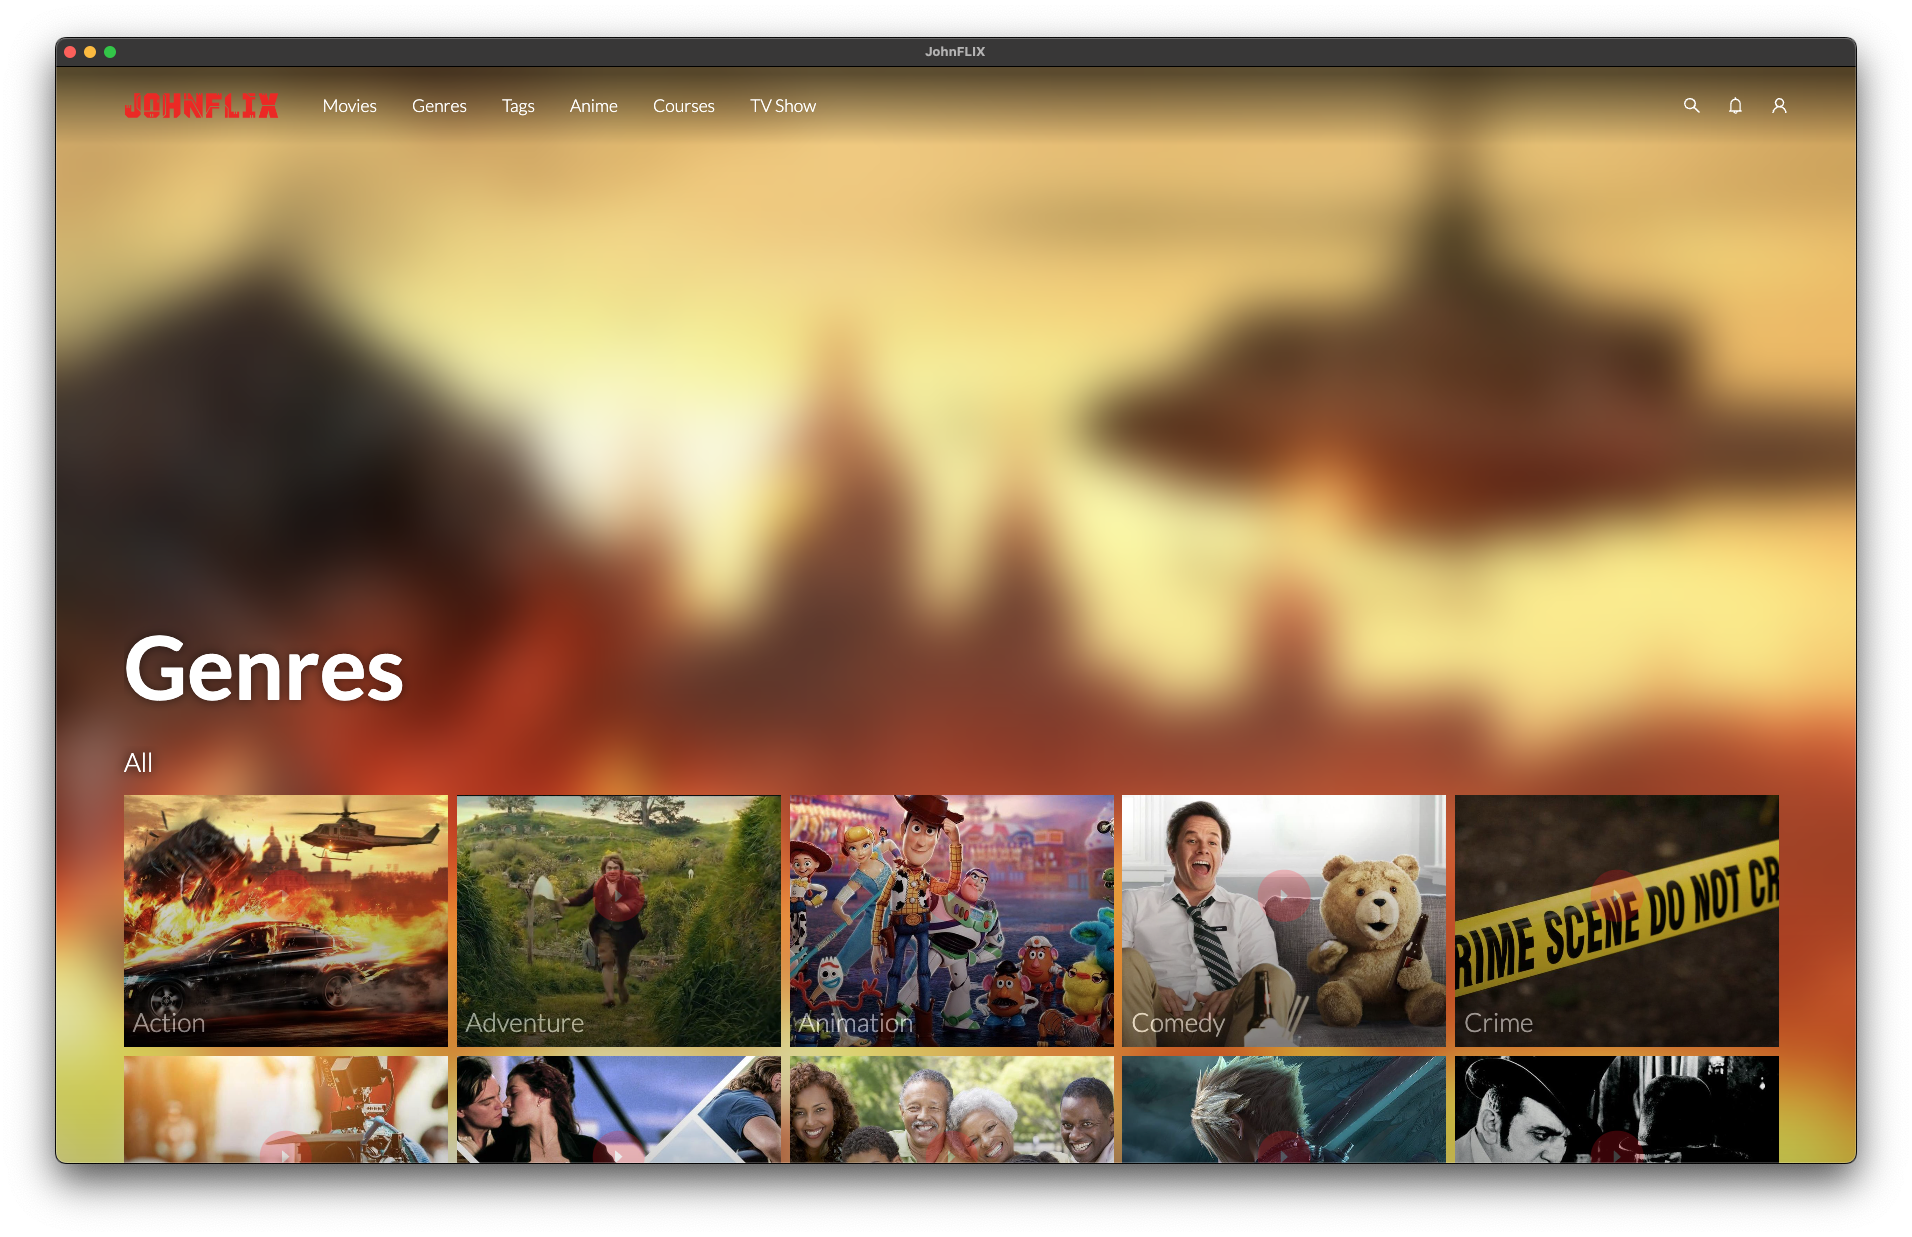 JohnFLIX
JOHNFLIX Movies Genres Tags Anime Courses TV Show
Genres
All
RIME SCENE DO NOT CR
Action Adventure Animation Comedy Crime